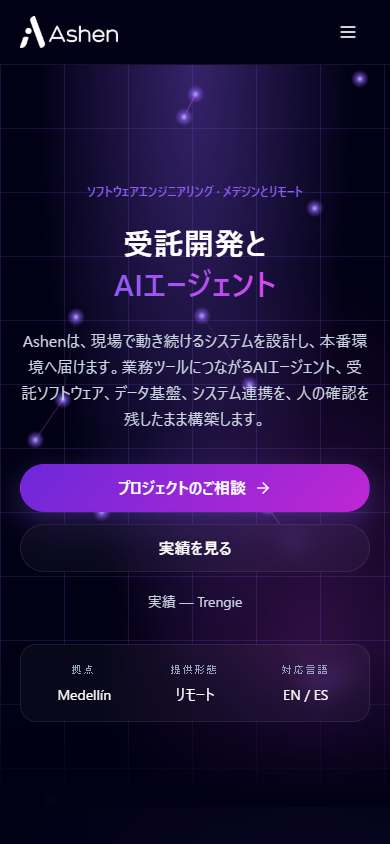 Ashen
ソフトウェアエンジニアリング · メデジンとリモート
受託開発と
AIエージェント
Ashenは、現場で動き続けるシステムを設計し、本番環
境へ届けます。業務ツールにつながるAIエージェント、受
託ソフトウェア、データ基盤、システム連携を、人の確認を
残したまま構築します。
プロジェクトのご相談 →
実績を見る
実績 — Trengie
拠点 提供形態 対応言語
Medellín リモート EN / ES